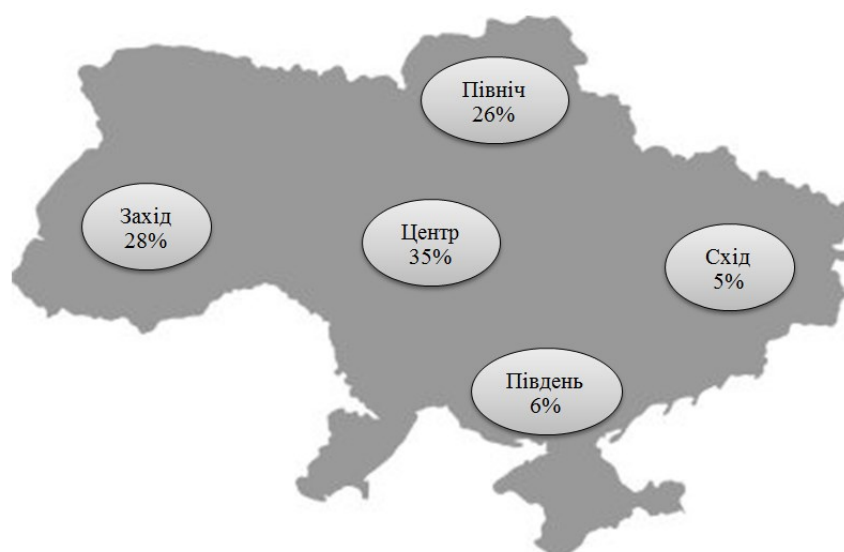 Північ
26%
Захід
28%
Центр
35%
Схід
5%
Південь
6%